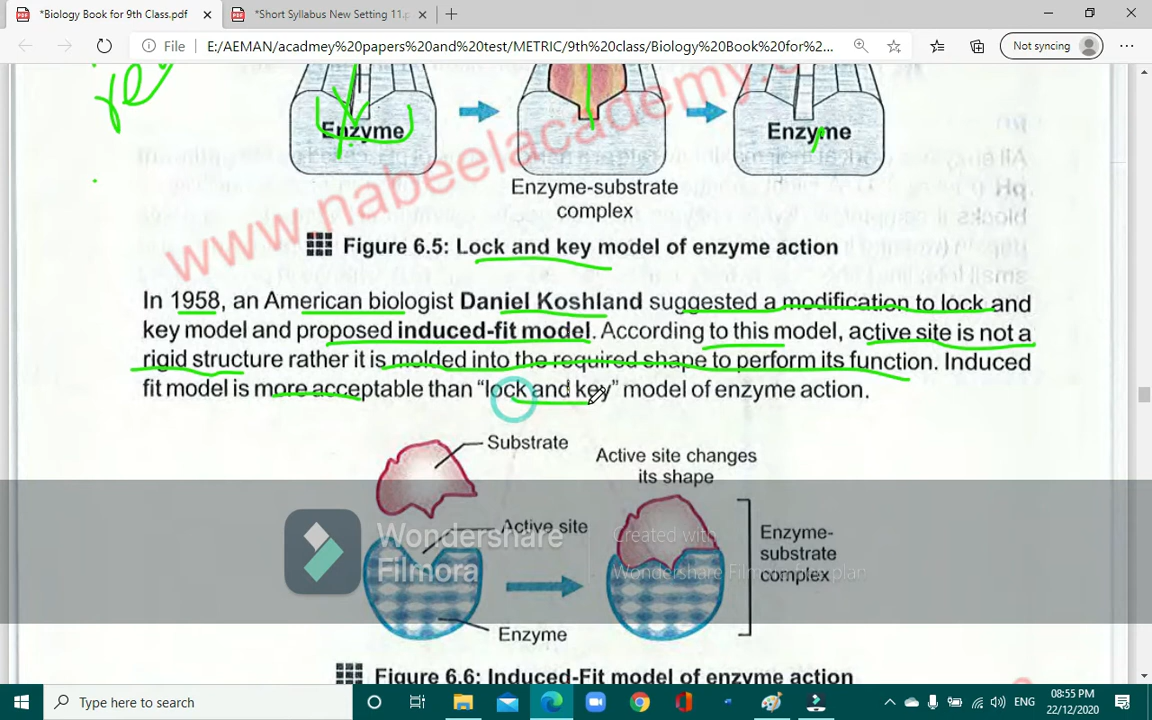 *Biology Book for 9th Class.pdf
*Short Syllabus New Setting 11.p
File
E:/AEMAN/acadmey%20papers%20and%20test/METRIC/9th%20class/Biology%20Book%20for%...
Not syncing
Enzyme
Enzyme
Enzyme-substrate
complex
www.nabeelacademy.c
Figure 6.5: Lock and key model of enzyme action
In 1958, an American biologist Daniel Koshland suggested a modification to lock and
key model and proposed induced-fit model. According to this model, active site is not a
rigid structure rather it is molded into the required shape to perform its function. Induced
fit model is more acceptable than "lock and key" model of enzyme action.
Substrate
Active site changes
its shape
Active site
Enzyme-
substrate
complex
Wondershare
Filmora
Created with
Wondershare Filmora plan
Enzyme
Figure 6.6: Induced-Fit model of enzyme action
Type here to search
ENG
08:55 PM
22/12/2020